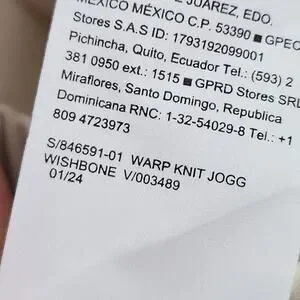 JUÁREZ, EDO.
MÉXICO MÉXICO C.P. 53390 ■ GPEC
Stores S.A.S ID: 1793192099001
Pichincha, Quito, Ecuador Tel.: (593) 2
381 0950 ext.: 1515 ■ GPRD Stores SRL
Miraflores, Santo Domingo, Republica
Dominicana RNC: 1-32-54029-8 Tel.: +1
809 4723973
S/846591-01 WARP KNIT JOGG
WISHBONE V/003489
01/24